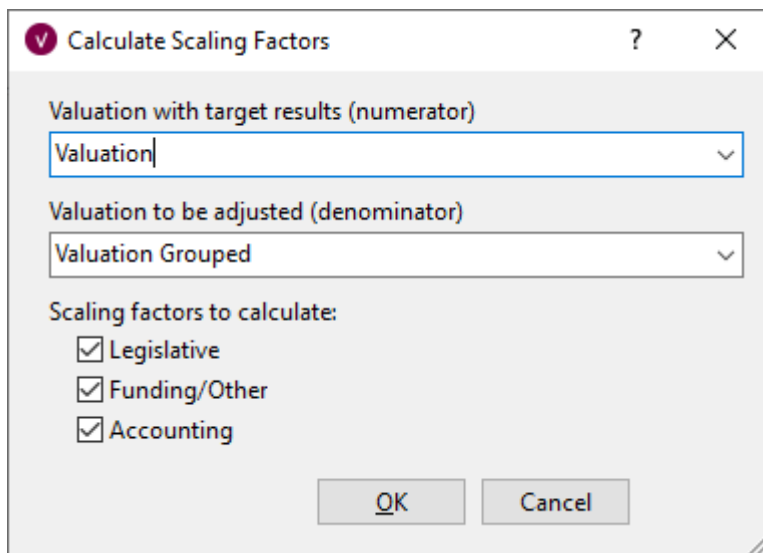 V Calculate Scaling Factors ?
Valuation with target results (numerator)
Valuation
Valuation to be adjusted (denominator)
Valuation Grouped
Scaling factors to calculate:
Legislative
Funding/Other
Accounting
OK Cancel